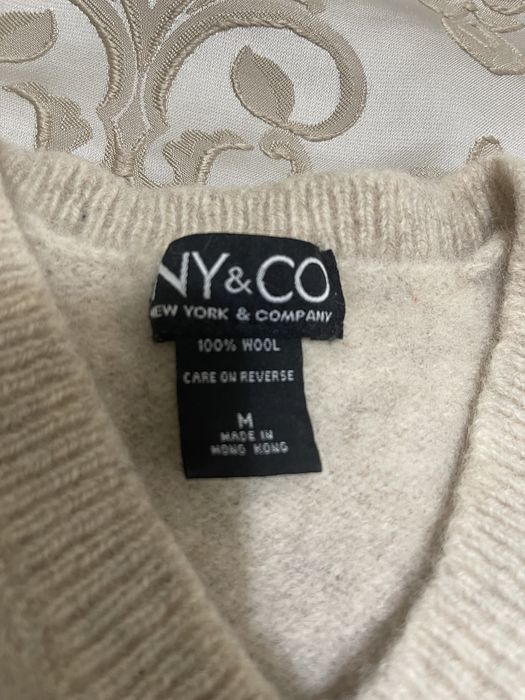 NY&CO
NEW YORK & COMPANY
100% WOOL
CARE ON REVERSE
M
MADE IN
HONG KONG